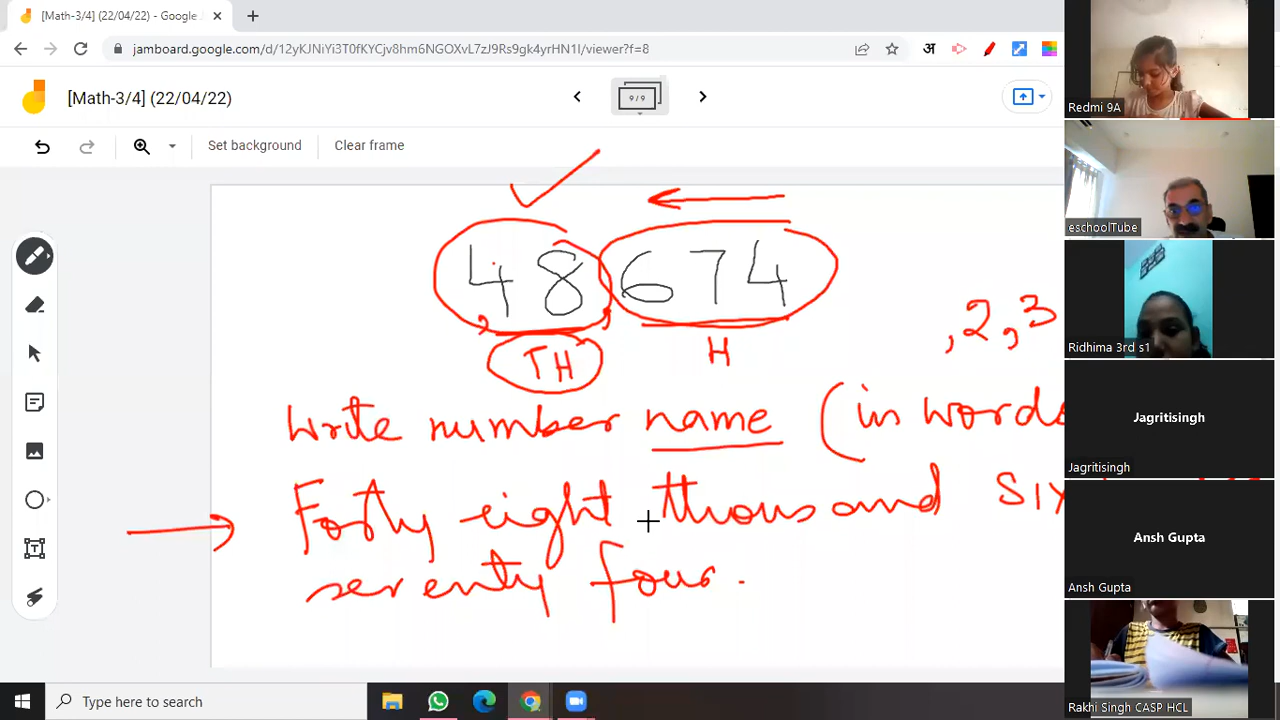 [Math-3/4] (22/04/22) - Google
jamboard.google.com/d/12yKJNiYi3T0KYCjv8hm6NGOXvL7zJ9Rs9gk4yrHN1I/viewer?f=8
अ
[Math-3/4] (22/04/22)
9/9
Set background
Clear frame
48,674
TH
H
,2,3
Write number name (in words
Forty eight thousand six
seventy four.
Redmi 9A
eschoolTube
Ridhima 3rd s1
Jagritisingh
Jagritisingh
Ansh Gupta
Ansh Gupta
Rakhi Singh CASP HCL
Type here to search